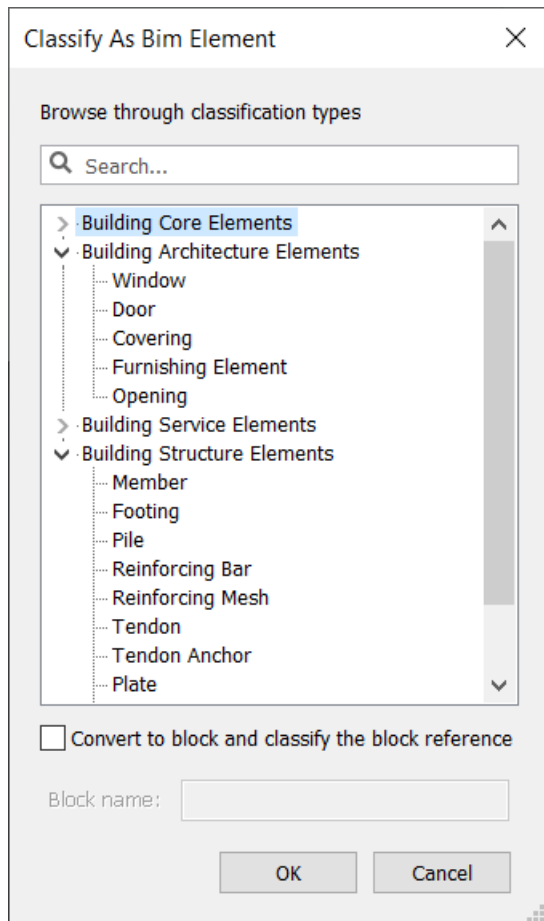 Classify As Bim Element
Browse through classification types
Search...
Building Core Elements
Building Architecture Elements
Window
Door
Covering
Furnishing Element
Opening
Building Service Elements
Building Structure Elements
Member
Footing
Pile
Reinforcing Bar
Reinforcing Mesh
Tendon
Tendon Anchor
Plate
Convert to block and classify the block reference
Block name:
OK Cancel